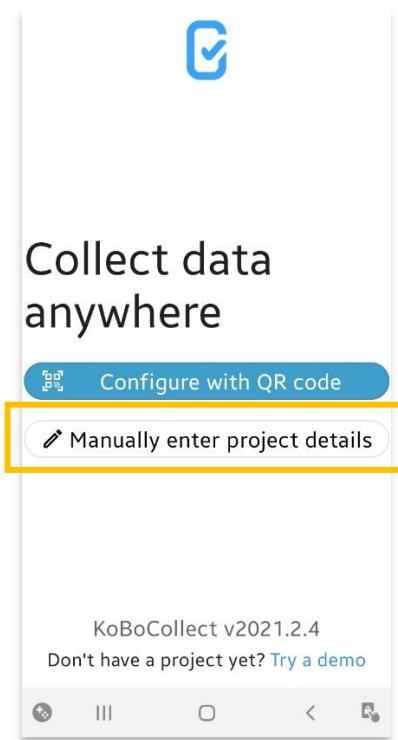 Collect data
anywhere
Configure with QR code
Manually enter project details
KoBoCollect v2021.2.4
Don't have a project yet? Try a demo